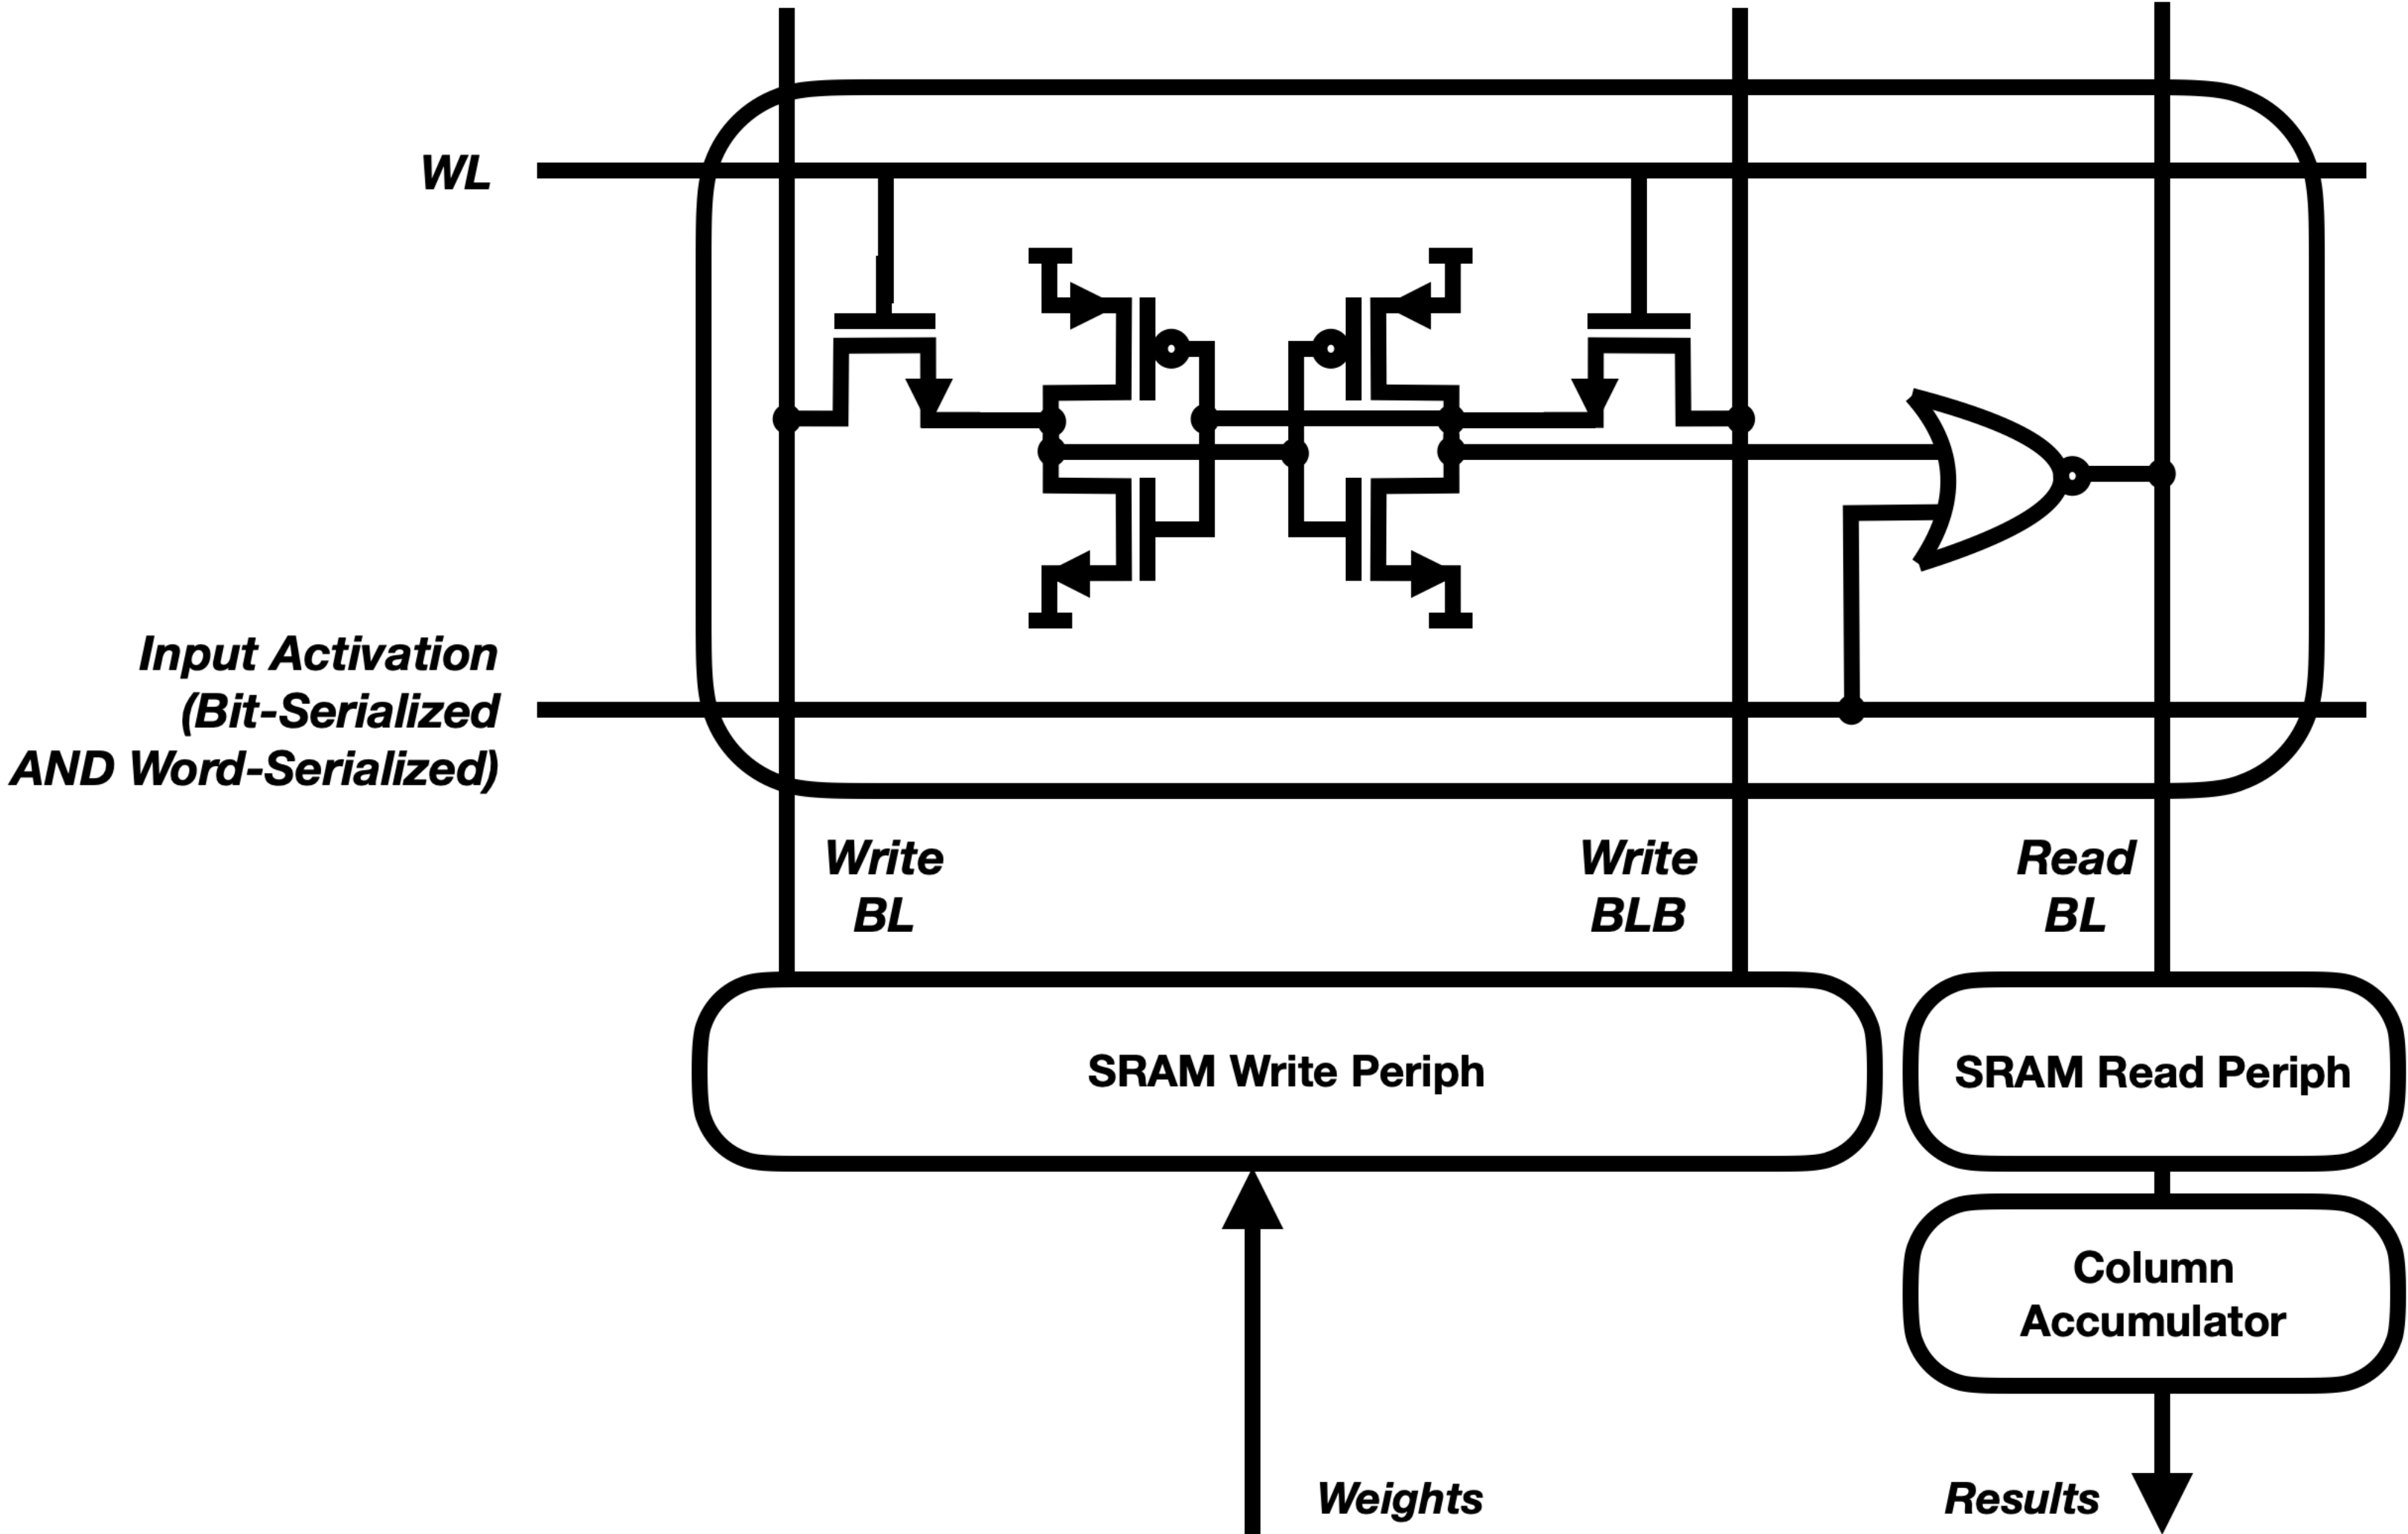 WL
Input Activation
(Bit-Serialized
AND Word-Serialized)
Write
BL
Write
BLB
Read
BL
SRAM Write Periph
SRAM Read Periph
Column
Accumulator
Weights
Results